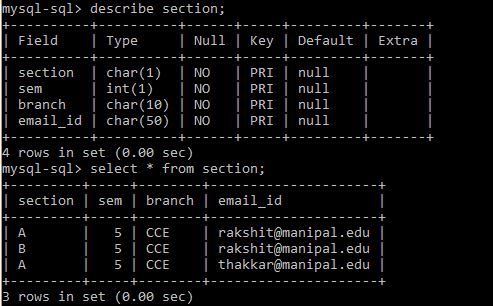 mysql-sql> describe section;
+----------+----------+------+-----+---------+-------+
| Field    | Type     | Null | Key | Default | Extra |
+----------+----------+------+-----+---------+-------+
| section  | char(1)  | NO   | PRI | null    |       |
| sem      | int(1)   | NO   | PRI | null    |       |
| branch   | char(10) | NO   | PRI | null    |       |
| email_id | char(50) | NO   | PRI | null    |       |
+----------+----------+------+-----+---------+-------+
4 rows in set (0.00 sec)
mysql-sql> select * from section;
+---------+-----+--------+---------------------+
| section | sem | branch | email_id            |
+---------+-----+--------+---------------------+
| A       |   5 | CCE    | rakshit@manipal.edu |
| B       |   5 | CCE    | rakshit@manipal.edu |
| A       |   5 | CCE    | thakkar@manipal.edu |
+---------+-----+--------+---------------------+
3 rows in set (0.00 sec)